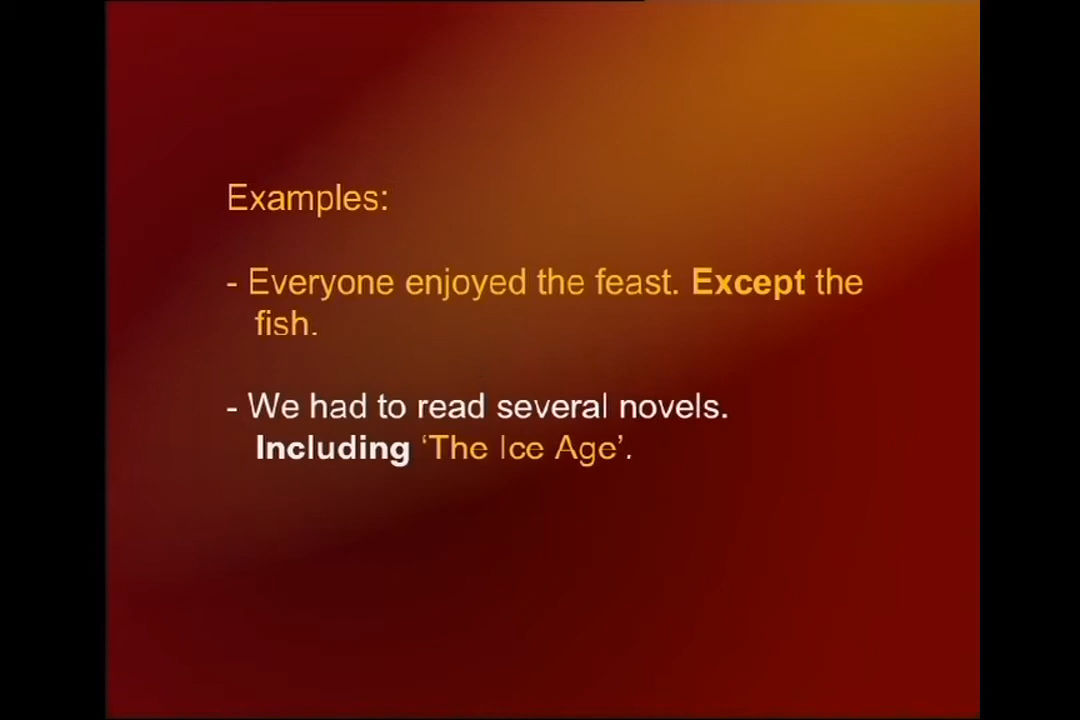 Examples:
- Everyone enjoyed the feast. Except the
fish.
- We had to read several novels.
Including ‘The Ice Age’.